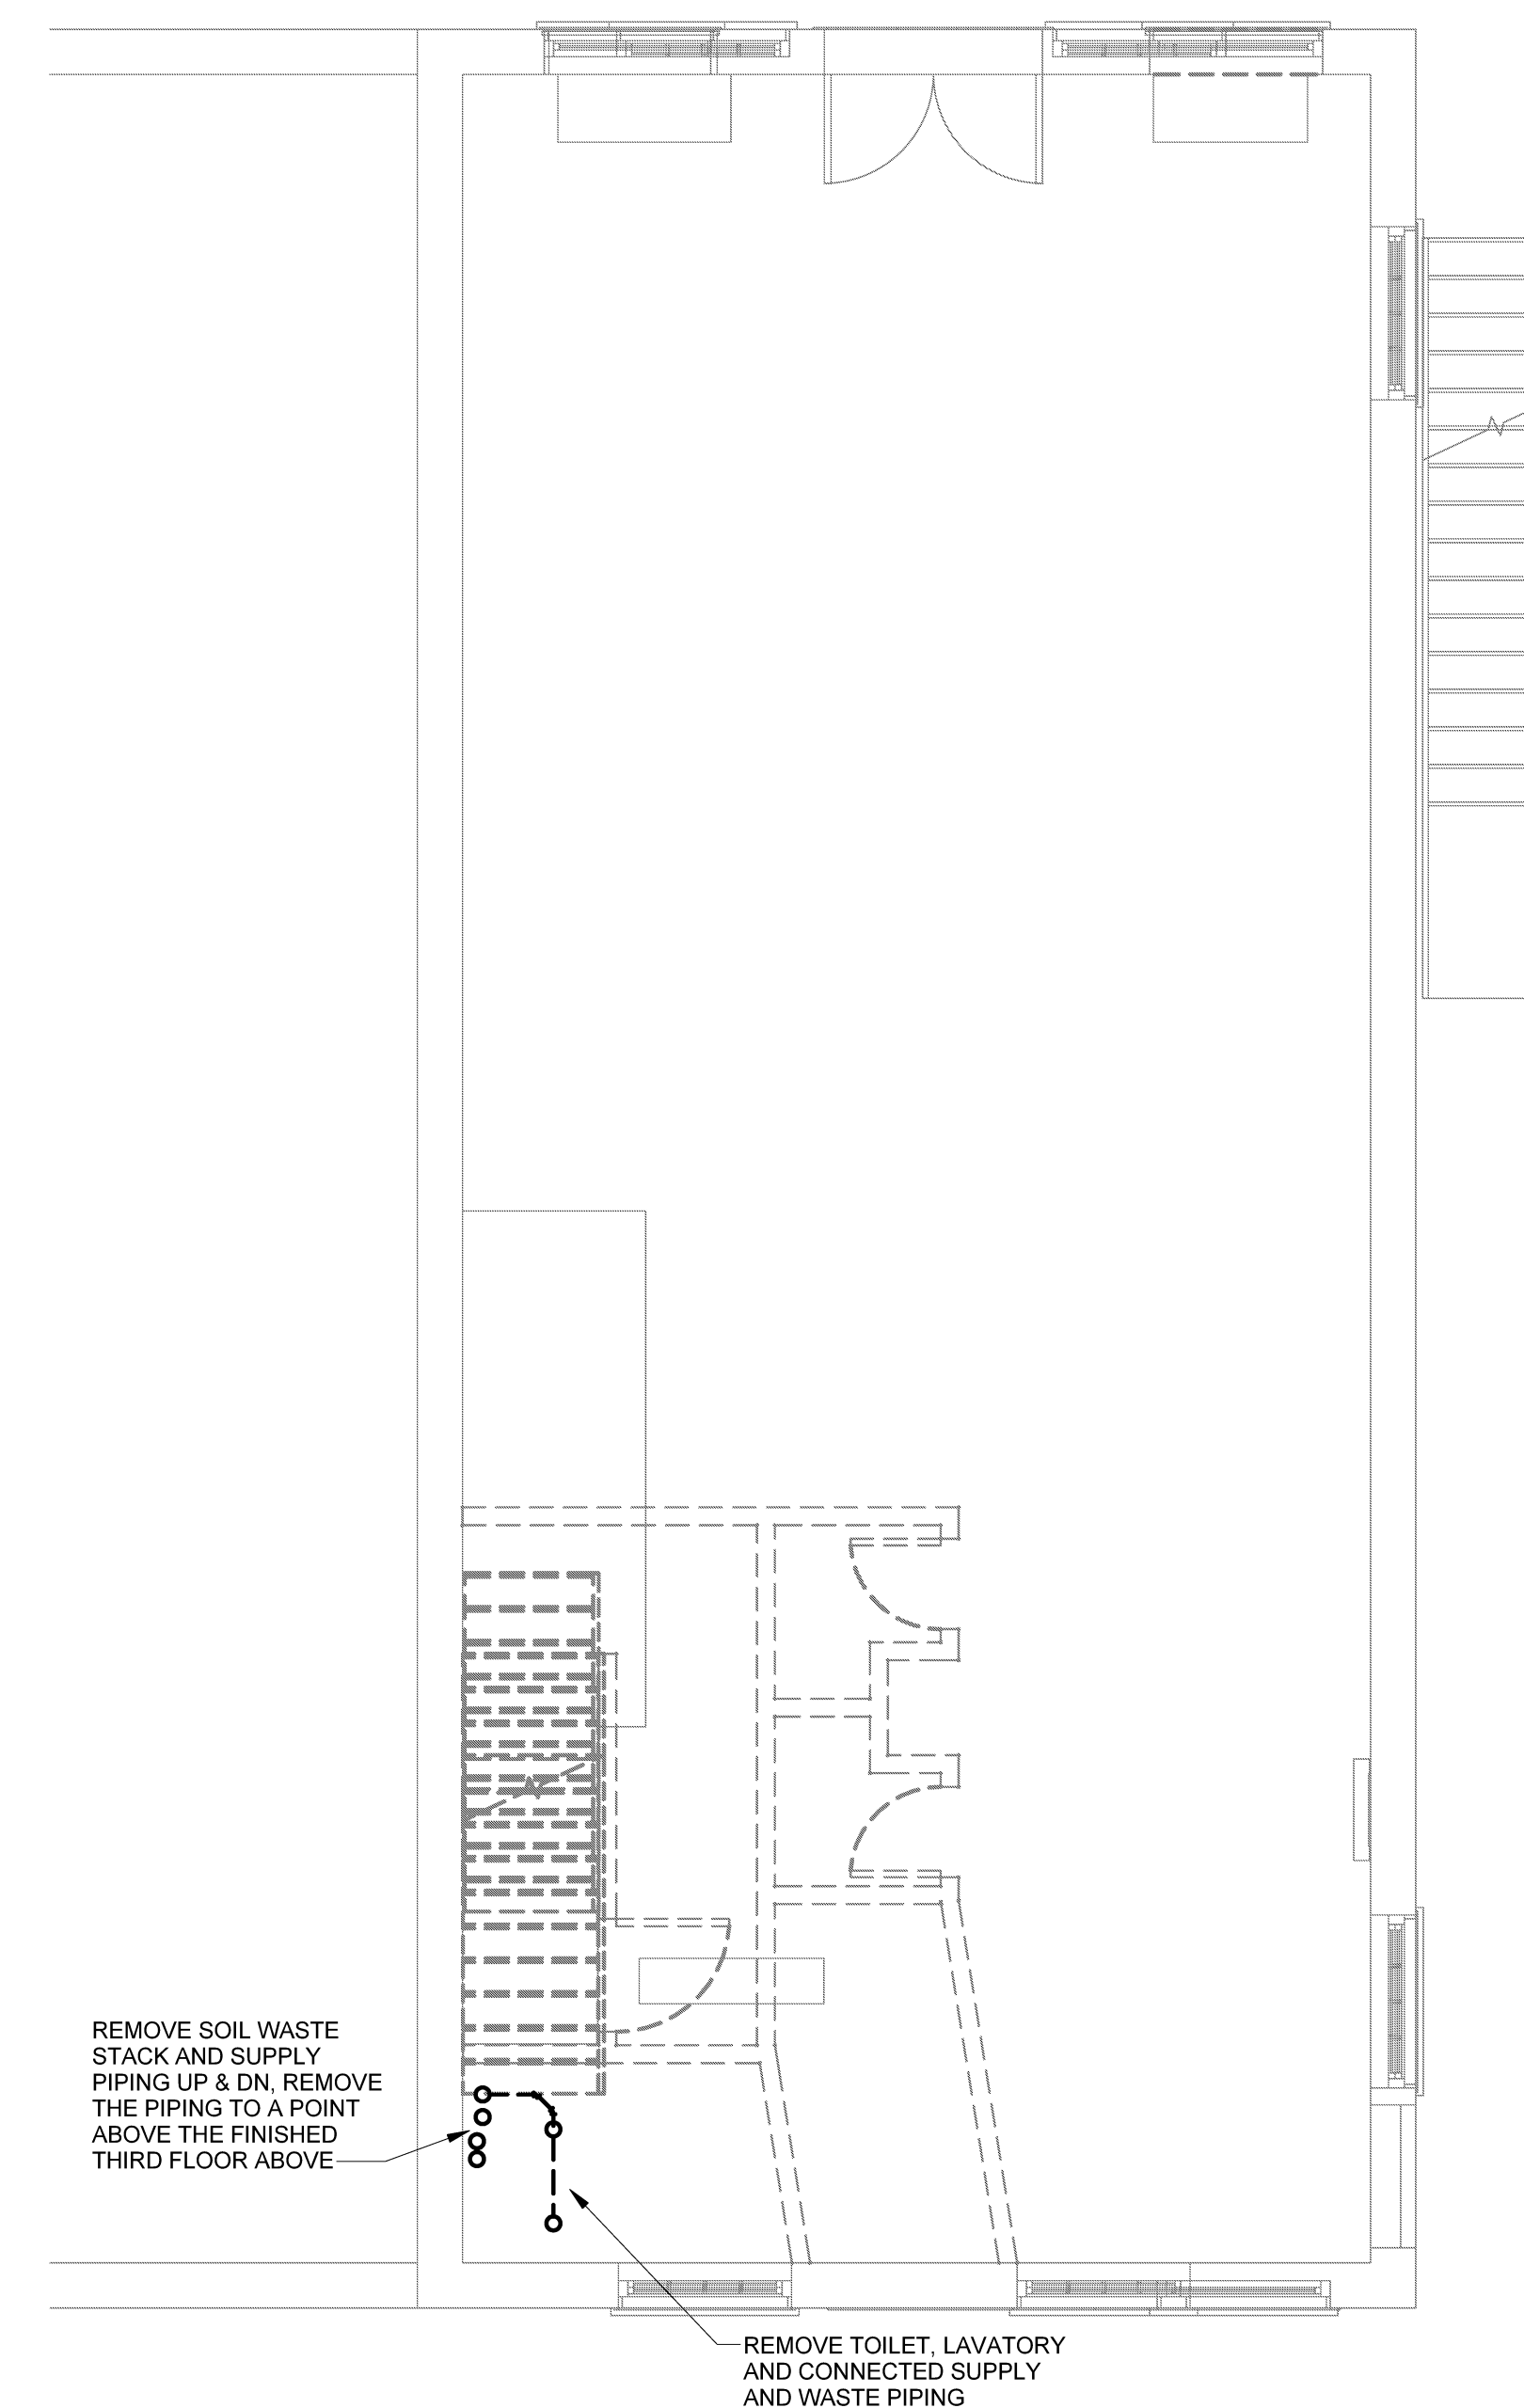 REMOVE SOIL WASTE
STACK AND SUPPLY
PIPING UP & DN, REMOVE
THE PIPING TO A POINT
ABOVE THE FINISHED
THIRD FLOOR ABOVE
REMOVE TOILET, LAVATORY
AND CONNECTED SUPPLY
AND WASTE PIPING